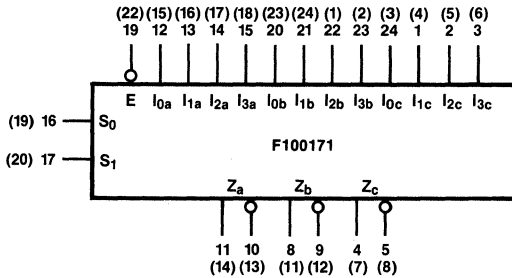 (22) (15) (16) (17) (18) (23) (24) (1) (2) (3) (4) (5) (6)
19 12 13 14 15 20 21 22 23 24 1 2 3
E I0a I1a I2a I3a I0b I1b I2b I3b I0c I1c I2c I3c
(19) 16 S0
F100171
(20) 17 S1
Za Zb Zc
11 10 8 9 4 5
(14) (13) (11) (12) (7) (8)